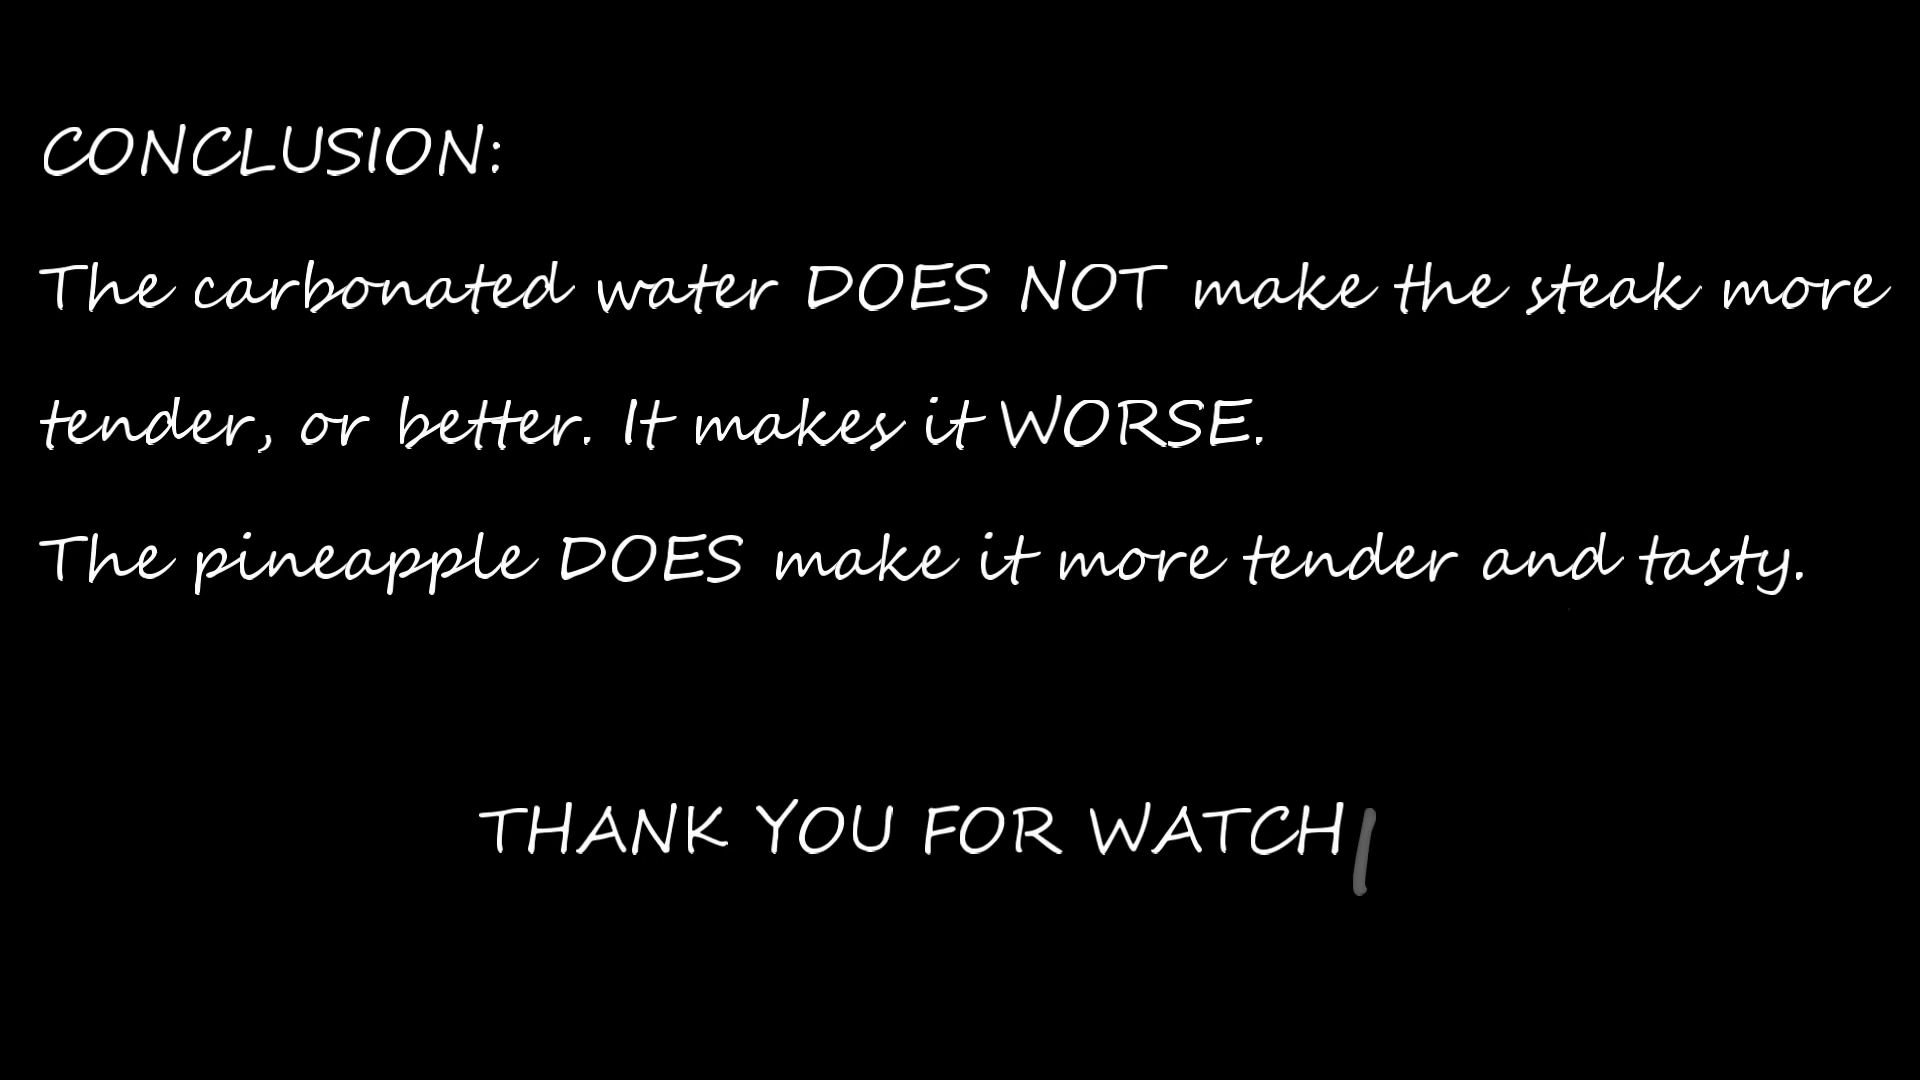 CONCLUSION:
The carbonated water DOES NOT make the steak more
tender, or better. It makes it WORSE.
The pineapple DOES make it more tender and tasty.
THANK YOU FOR WATCH